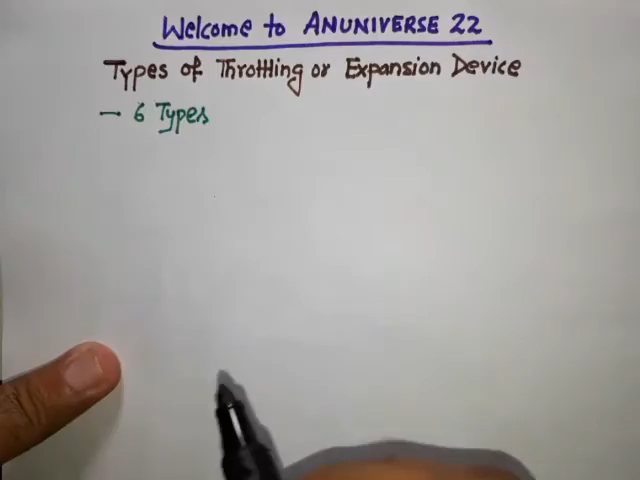 Welcome to ANUNIVERSE 22
Types of Throttling or Expansion Device
– 6 Types